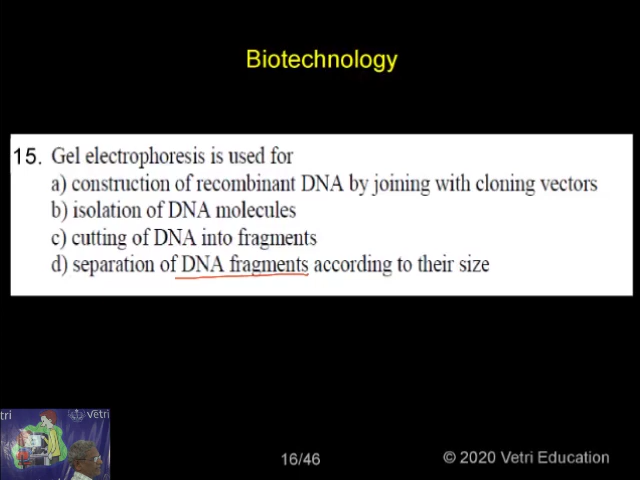 Biotechnology
15. Gel electrophoresis is used for
a) construction of recombinant DNA by joining with cloning vectors
b) isolation of DNA molecules
c) cutting of DNA into fragments
d) separation of DNA fragments according to their size
tri
vetri
16/46
© 2020 Vetri Education